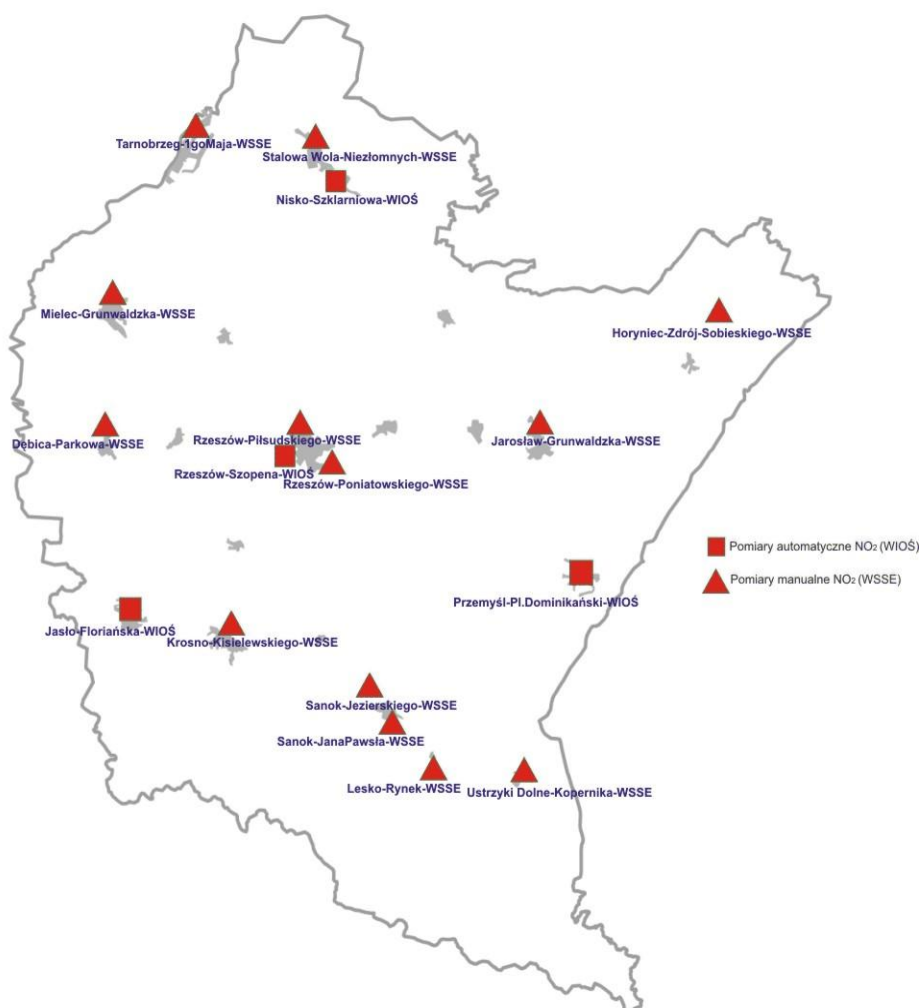 Tarnobrzeg-1goMaja-WSSE
Stalowa Wola-Niezłomnych-WSSE
Nisko-Szklarniowa-WIOŚ
Mielec-Grunwaldzka-WSSE
Horyniec-Zdrój-Sobieskiego-WSSE
Dębica-Parkowa-WSSE
Rzeszów-Piłsudskiego-WSSE
Jarosław-Grunwaldzka-WSSE
Rzeszów-Szopena-WIOŚ
Rzeszów-Poniatowskiego-WSSE
Pomiary automatyczne NO₂ (WIOŚ)
Pomiary manualne NO₂ (WSSE)
Przemyśl-Pl.Dominikański-WIOŚ
Jasło-Floriańska-WIOŚ
Krosno-Kisielewskiego-WSSE
Sanok-Jezierskiego-WSSE
Sanok-JanaPawsła-WSSE
Lesko-Rynek-WSSE
Ustrzyki Dolne-Kopernika-WSSE